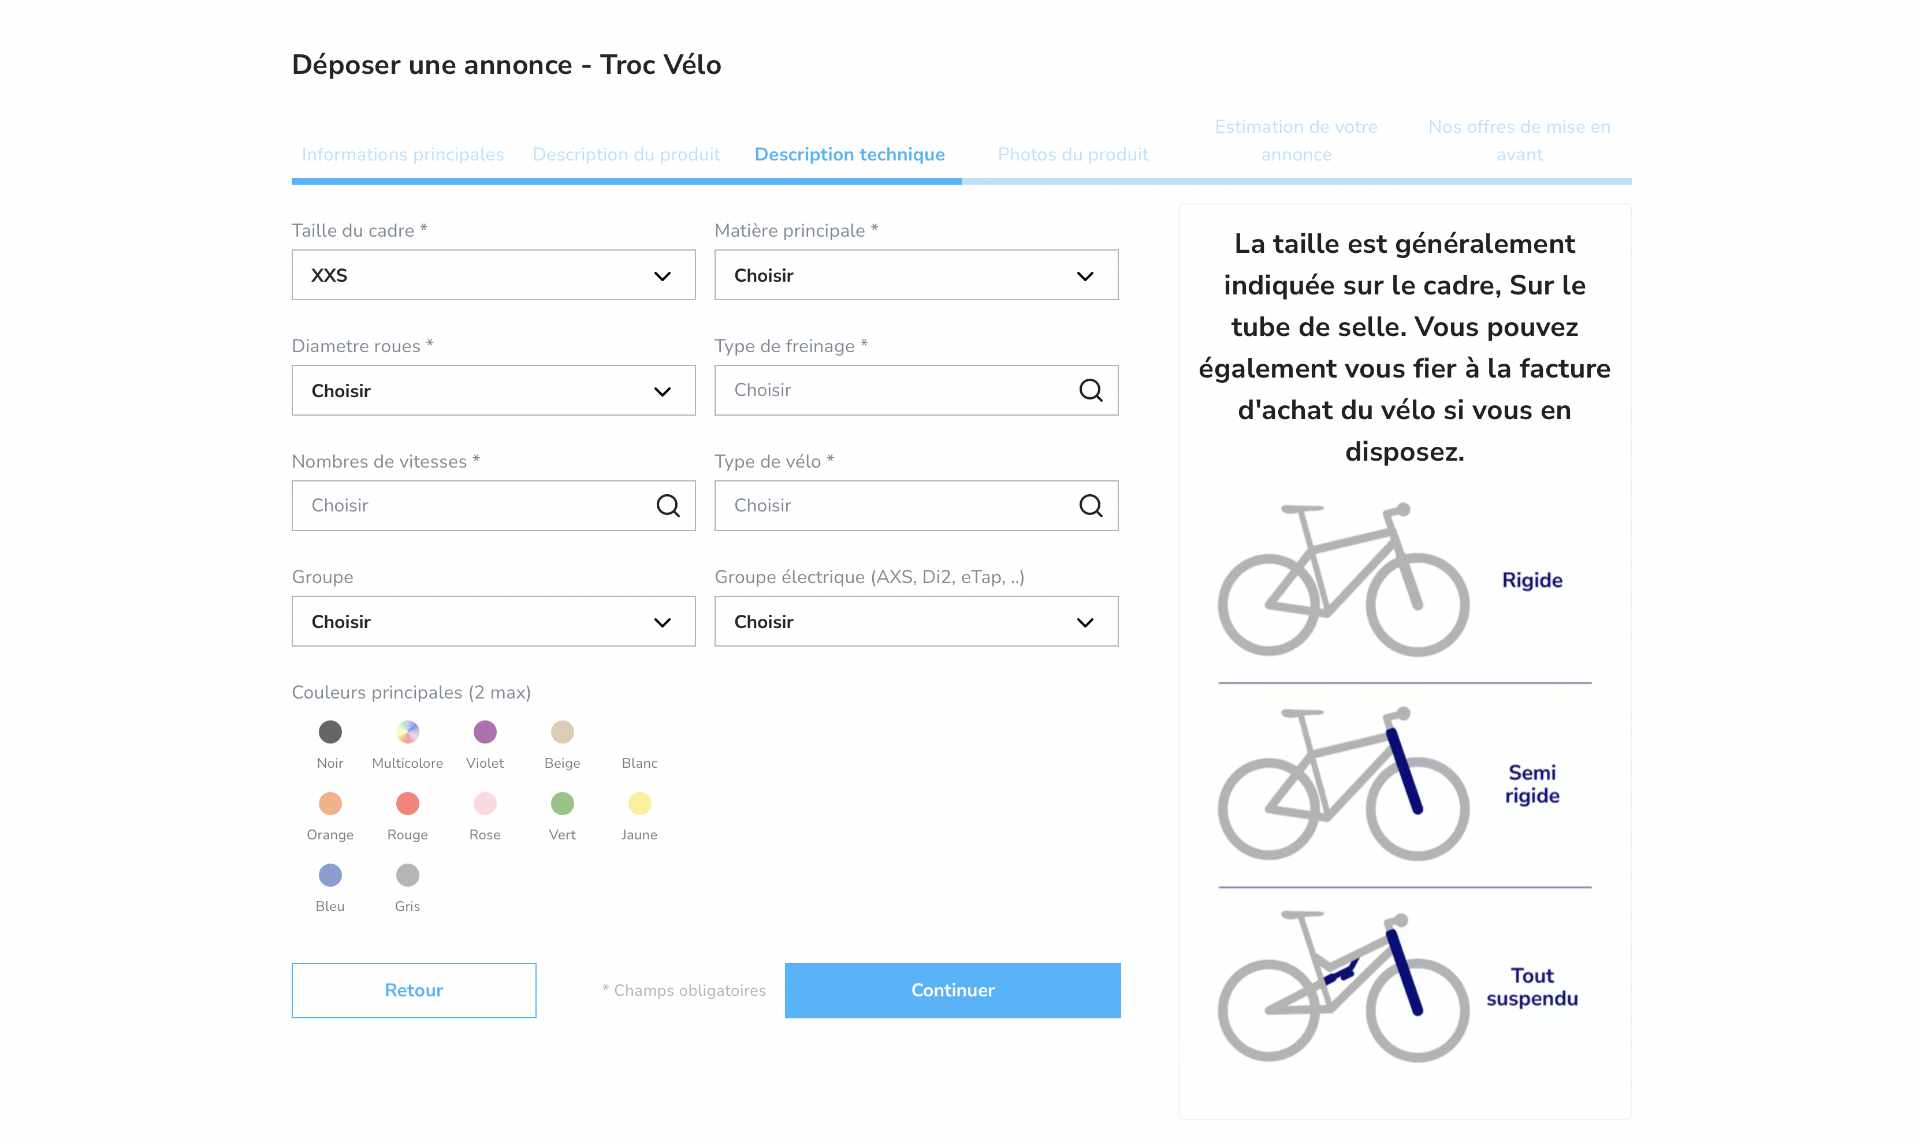 Déposer une annonce - Troc Vélo
Informations principales
Description du produit
Description technique
Photos du produit
Estimation de votre
annonce
Nos offres de mise en
avant
Taille du cadre *
XXS
Matière principale *
Choisir
Diametre roues *
Choisir
Type de freinage *
Choisir
Nombres de vitesses *
Choisir
Type de vélo *
Choisir
Groupe
Choisir
Groupe électrique (AXS, Di2, eTap, ..)
Choisir
Couleurs principales (2 max)
Noir
Multicolore
Violet
Beige
Blanc
Orange
Rouge
Rose
Vert
Jaune
Bleu
Gris
Retour
* Champs obligatoires
Continuer
La taille est généralement
indiquée sur le cadre, Sur le
tube de selle. Vous pouvez
également vous fier à la facture
d'achat du vélo si vous en
disposez.
Rigide
Semi
rigide
Tout
suspendu